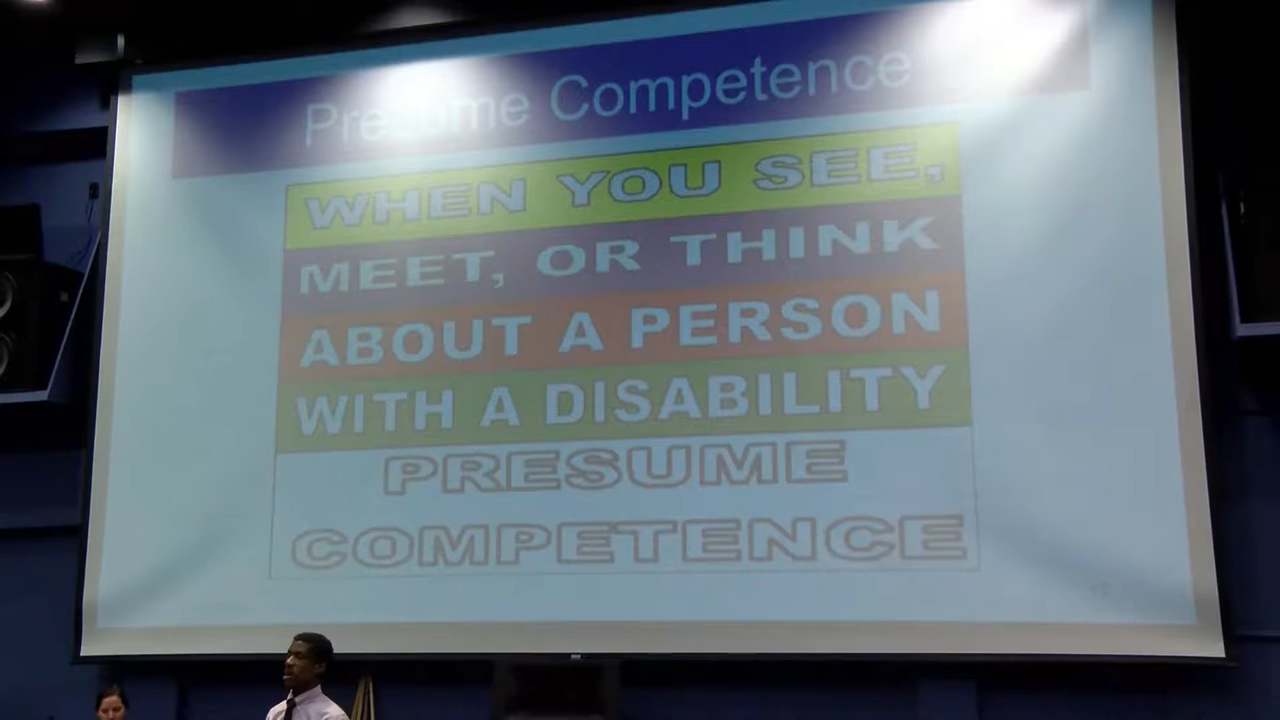 Presume Competence
WHEN YOU SEE,
MEET, OR THINK
ABOUT A PERSON
WITH A DISABILITY
PRESUME
COMPETENCE